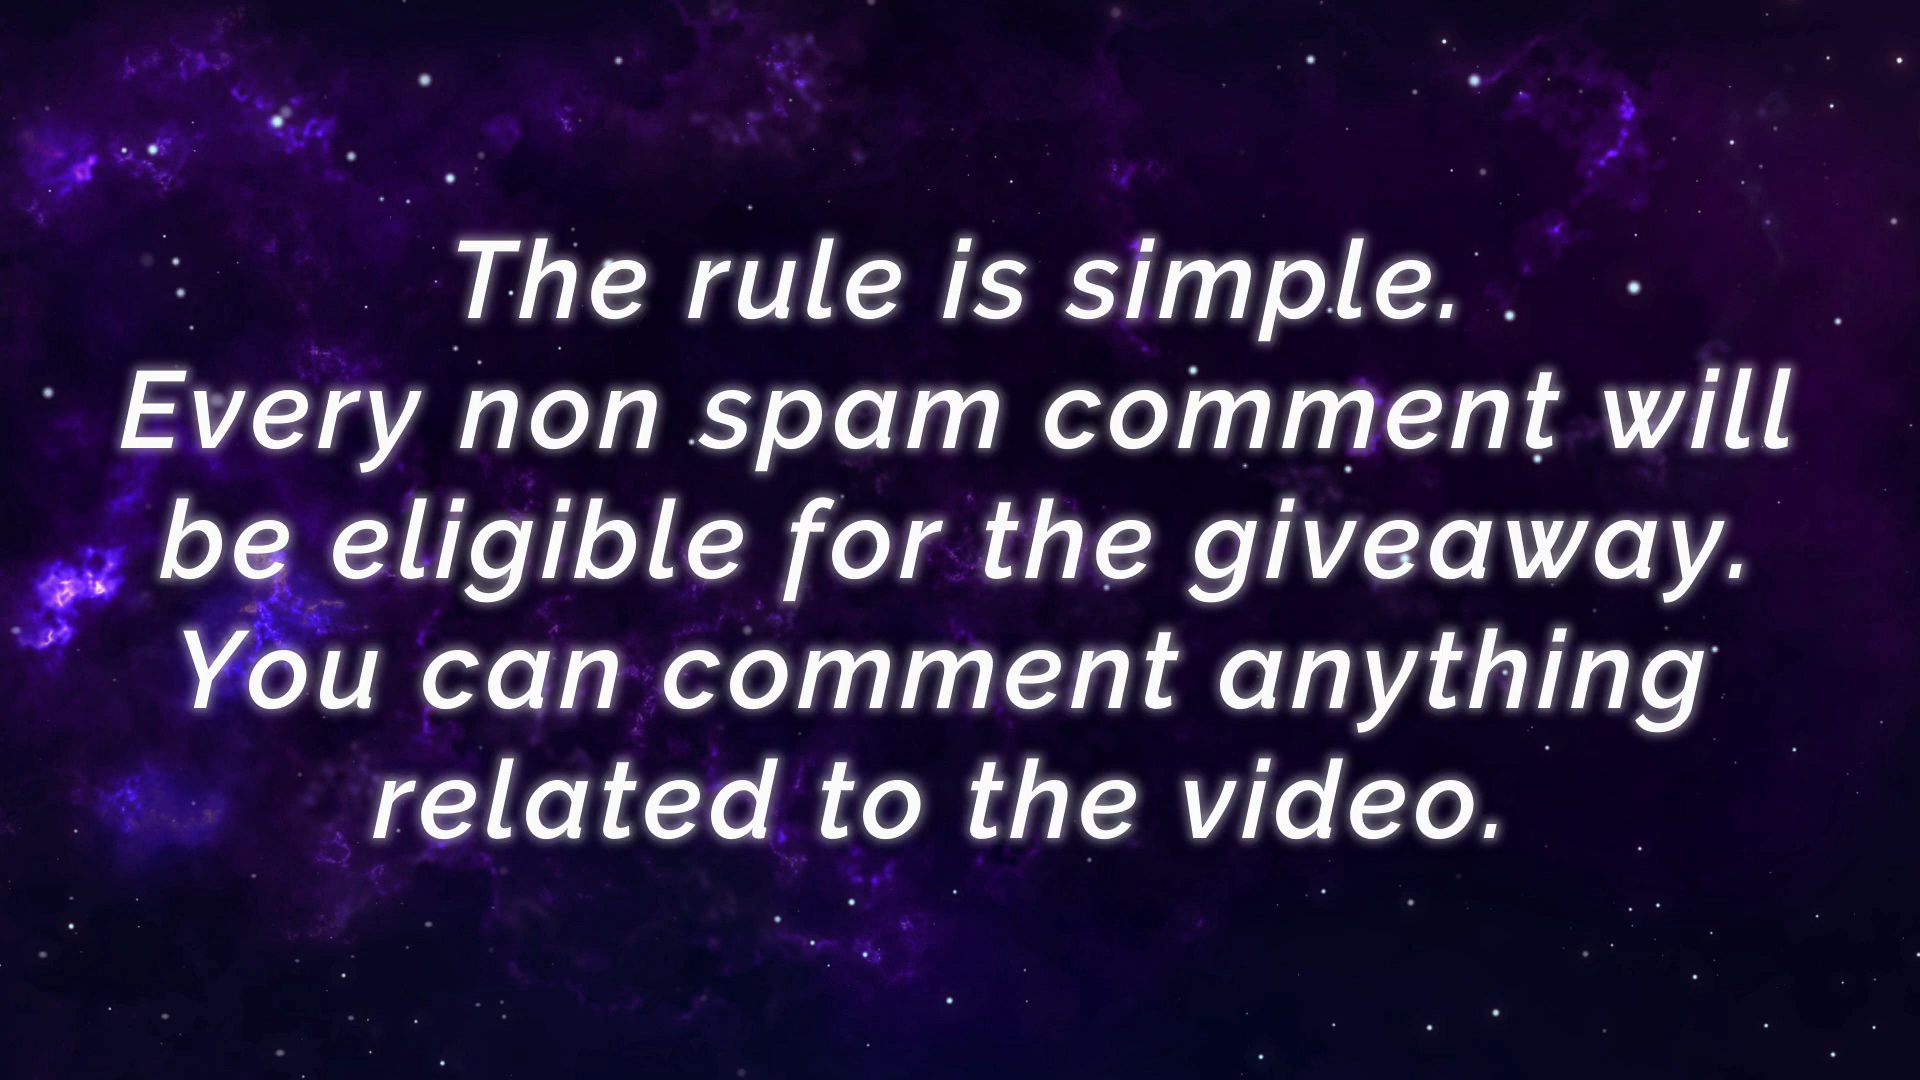 The rule is simple.
Every non spam comment will
be eligible for the giveaway.
You can comment anything
related to the video.